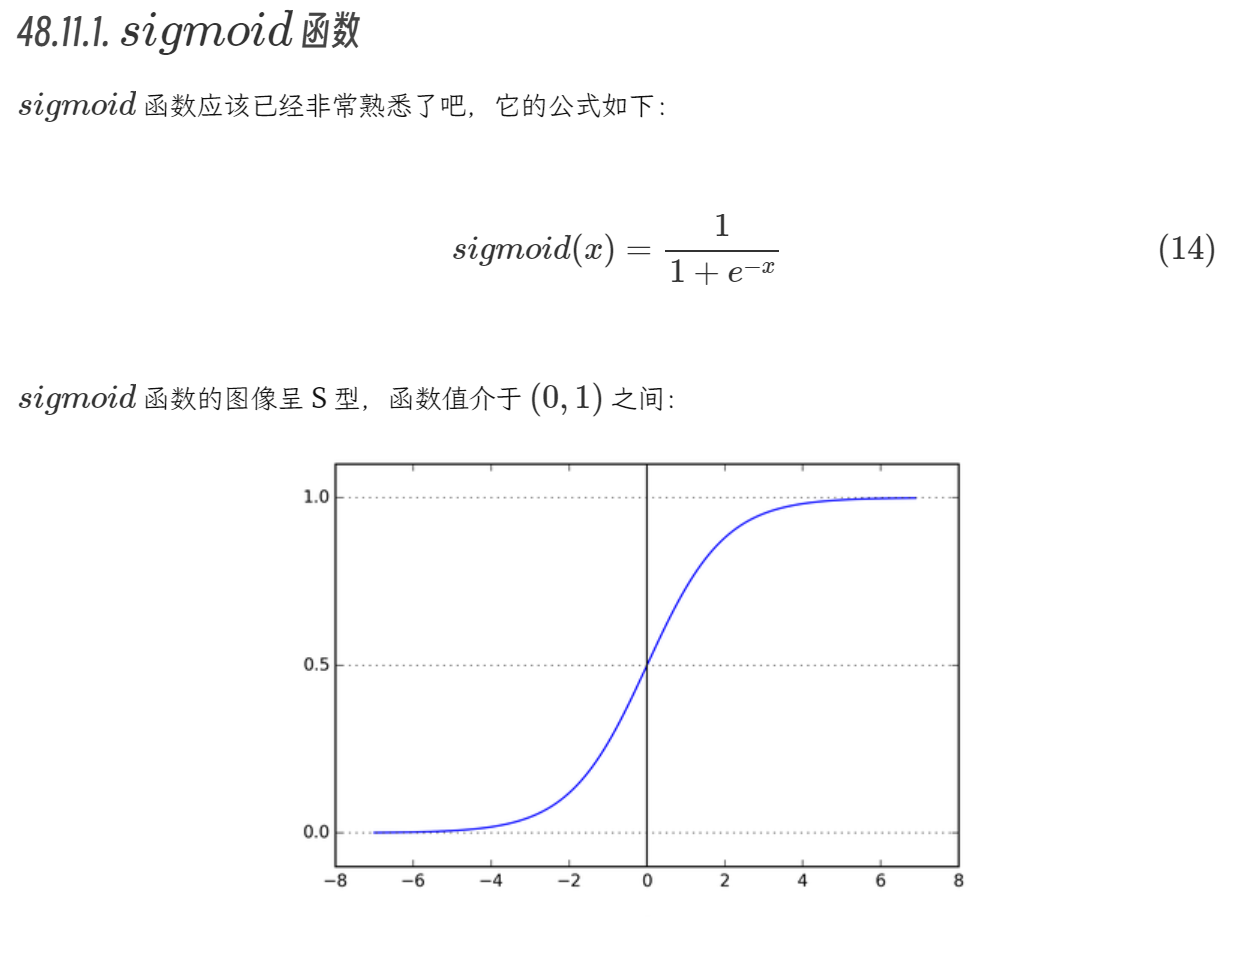 48.11.1. sigmoid 函数
sigmoid 函数应该已经非常熟悉了吧，它的公式如下：
sigmoid(x) = \frac{1}{1 + e^{-x}} (14)
sigmoid 函数的图像呈 S 型，函数值介于 (0, 1) 之间：
1.0
0.5
0.0
−8 −6 −4 −2 0 2 4 6 8